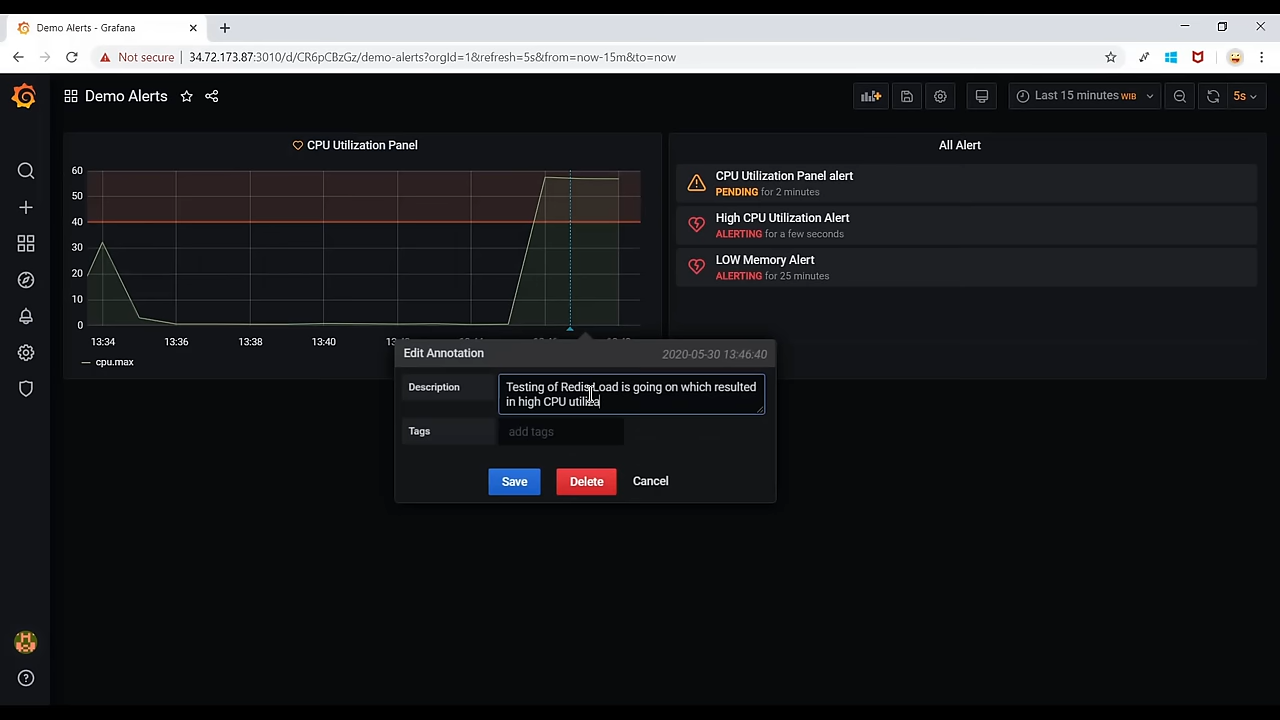 Demo Alerts - Grafana
Not secure
34.72.173.87:3010/d/CR6pCBzGz/demo-alerts?orgId=1&refresh=5s&from=now-15m&to=now
Demo Alerts
Last 15 minutes WIB
5s
CPU Utilization Panel
60
50
40
30
20
10
0
13:34
13:36
13:38
13:40
cpu.max
All Alert
CPU Utilization Panel alert
PENDING for 2 minutes
High CPU Utilization Alert
ALERTING for a few seconds
LOW Memory Alert
ALERTING for 25 minutes
Edit Annotation
2020-05-30 13:46:40
Description
Testing of Redis Load is going on which resulted
in high CPU utiliza
Tags
add tags
Save
Delete
Cancel